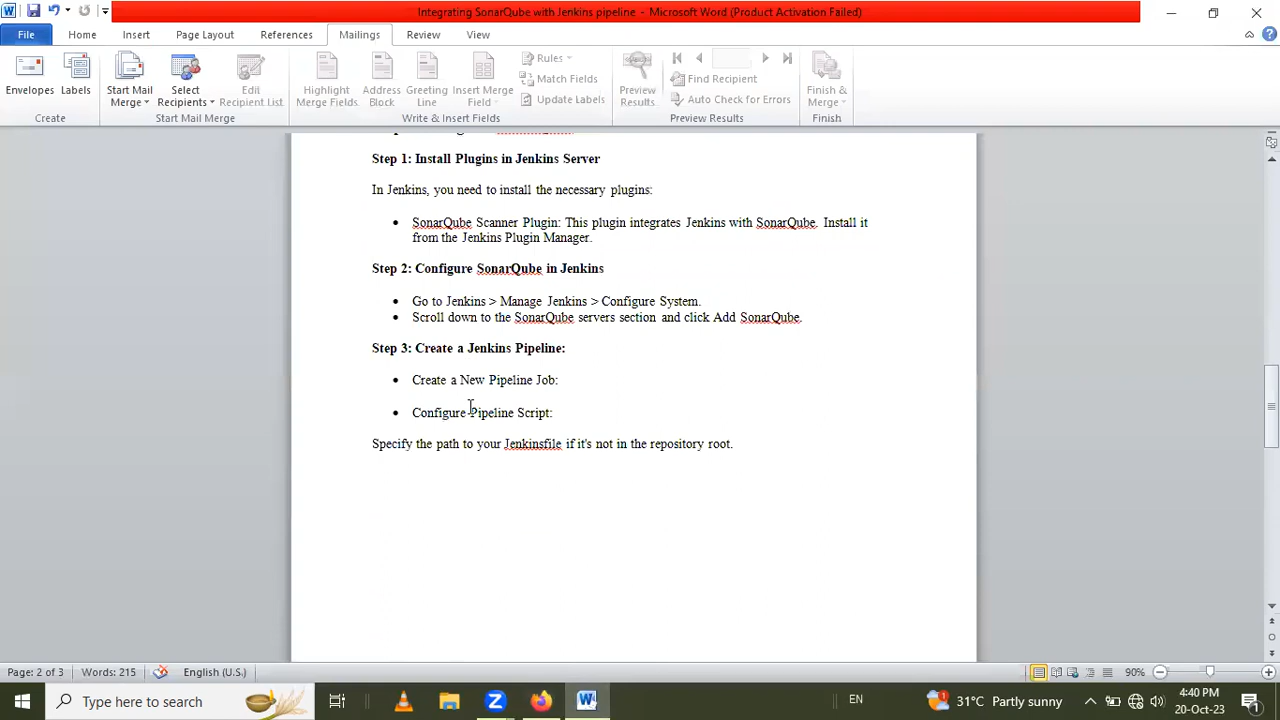 Integrating SonarQube with Jenkins pipeline - Microsoft Word (Product Activation Failed)
File Home Insert Page Layout References Mailings Review View
Envelopes Labels Start Mail Merge Select Recipients Edit Recipient List Highlight Merge Fields Address Block Greeting Line Insert Merge Field Rules Match Fields Update Labels Preview Results Find Recipient Auto Check for Errors Finish & Merge
Create Start Mail Merge Write & Insert Fields Preview Results Finish
Step 1: Install Plugins in Jenkins Server
In Jenkins, you need to install the necessary plugins:
• SonarQube Scanner Plugin: This plugin integrates Jenkins with SonarQube. Install it
from the Jenkins Plugin Manager.
Step 2: Configure SonarQube in Jenkins
• Go to Jenkins > Manage Jenkins > Configure System.
• Scroll down to the SonarQube servers section and click Add SonarQube.
Step 3: Create a Jenkins Pipeline:
• Create a New Pipeline Job:
• Configure Pipeline Script:
Specify the path to your Jenkinsfile if it's not in the repository root.
Page: 2 of 3 Words: 215 English (U.S.) 90%
Type here to search EN 31°C Partly sunny 4:40 PM
20-Oct-23